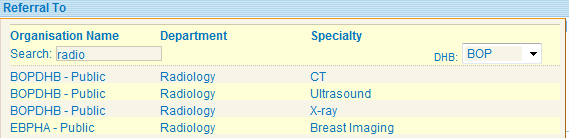 Referral To
Organisation Name Department Specialty
Search: radio DHB: BOP
BOPDHB - Public Radiology CT
BOPDHB - Public Radiology Ultrasound
BOPDHB - Public Radiology X-ray
EBPHA - Public Radiology Breast Imaging